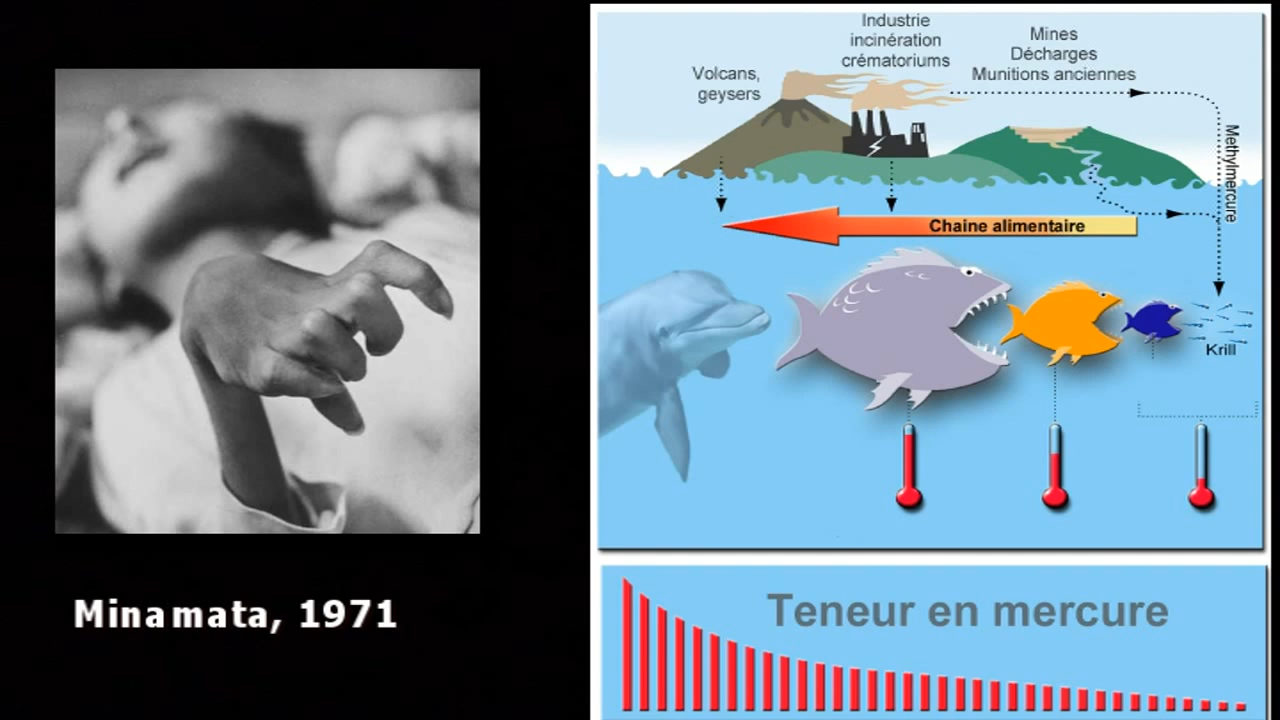 Minamata, 1971
Industrie
incinération
crématoriums
Mines
Décharges
Munitions anciennes
Volcans,
geysers
Methylmercure
Chaine alimentaire
Krill
Teneur en mercure